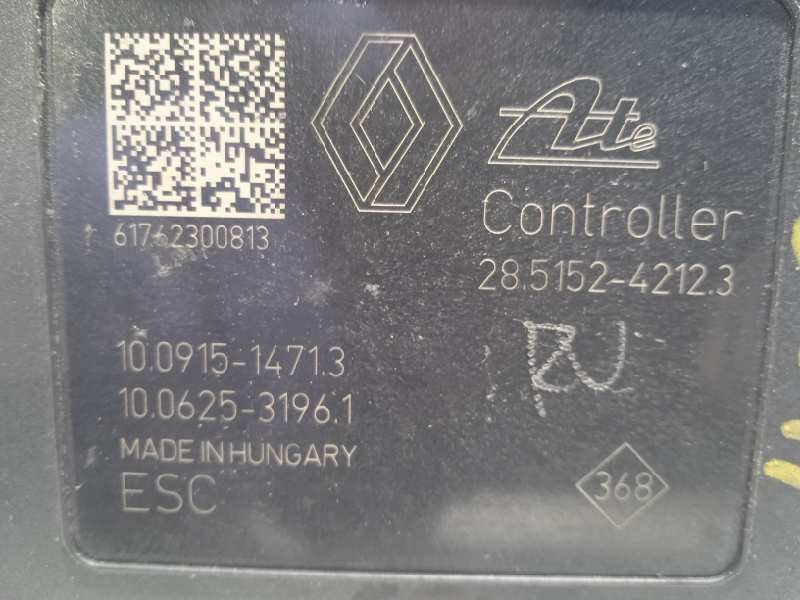 Ate
61762300813
Controller
28.5152-4212.3
10.0915-1471.3
10.0625-3196.1
MADE IN HUNGARY
ESC
368